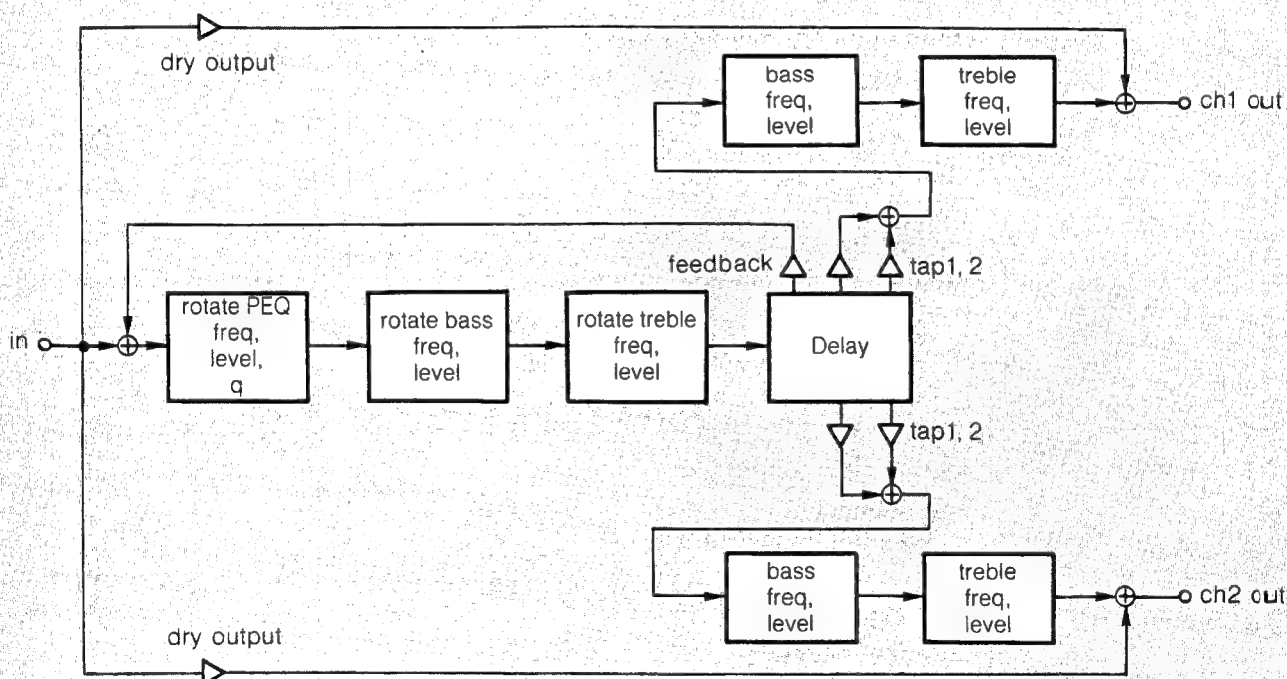 dry output
bass
freq,
level
treble
freq,
level
ch1 out
feedback
tap1, 2
in
rotate PEQ
freq,
level,
q
rotate bass
freq,
level
rotate treble
freq,
level
Delay
tap1, 2
bass
freq,
level
treble
freq,
level
ch2 out
dry output